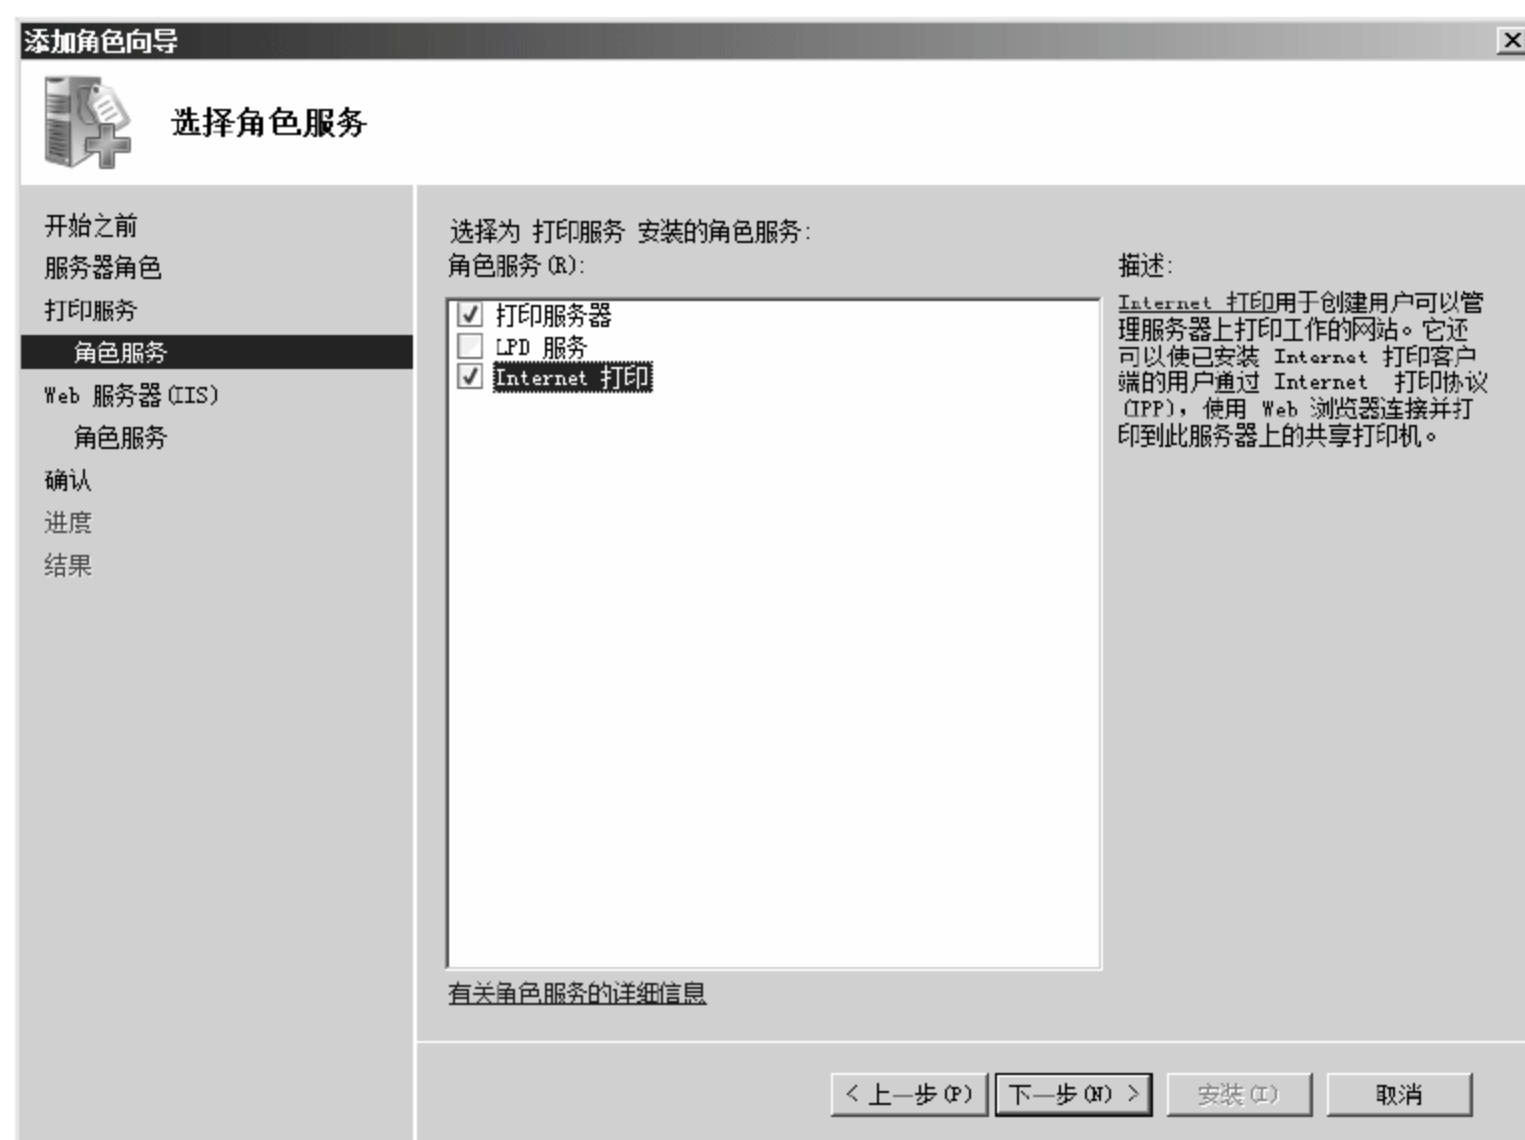 添加角色向导
选择角色服务
开始之前
服务器角色
打印服务
角色服务
Web 服务器(IIS)
角色服务
确认
进度
结果
选择为 打印服务 安装的角色服务:
角色服务(R):
打印服务器
LPD 服务
Internet 打印
有关角色服务的详细信息
描述:
Internet 打印用于创建用户可以管
理服务器上打印工作的网站。它还
可以使已安装 Internet 打印客户
端的用户通过 Internet 打印协议
(IPP)，使用 Web 浏览器连接并打
印到此服务器上的共享打印机。
< 上一步(P)
下一步(N) >
安装(I)
取消